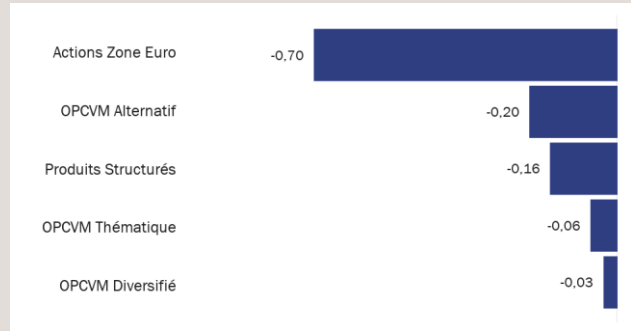 Actions Zone Euro -0,70
OPCVM Alternatif -0,20
Produits Structurés -0,16
OPCVM Thématique -0,06
OPCVM Diversifié -0,03